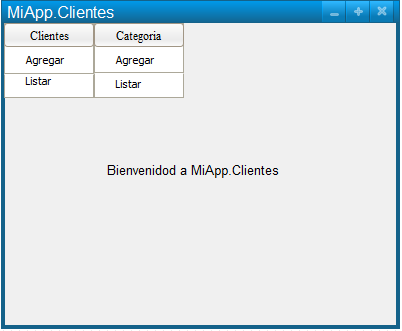 MiApp.Clientes
Clientes Categoria
Agregar Agregar
Listar Listar
Bienvenidod a MiApp.Clientes